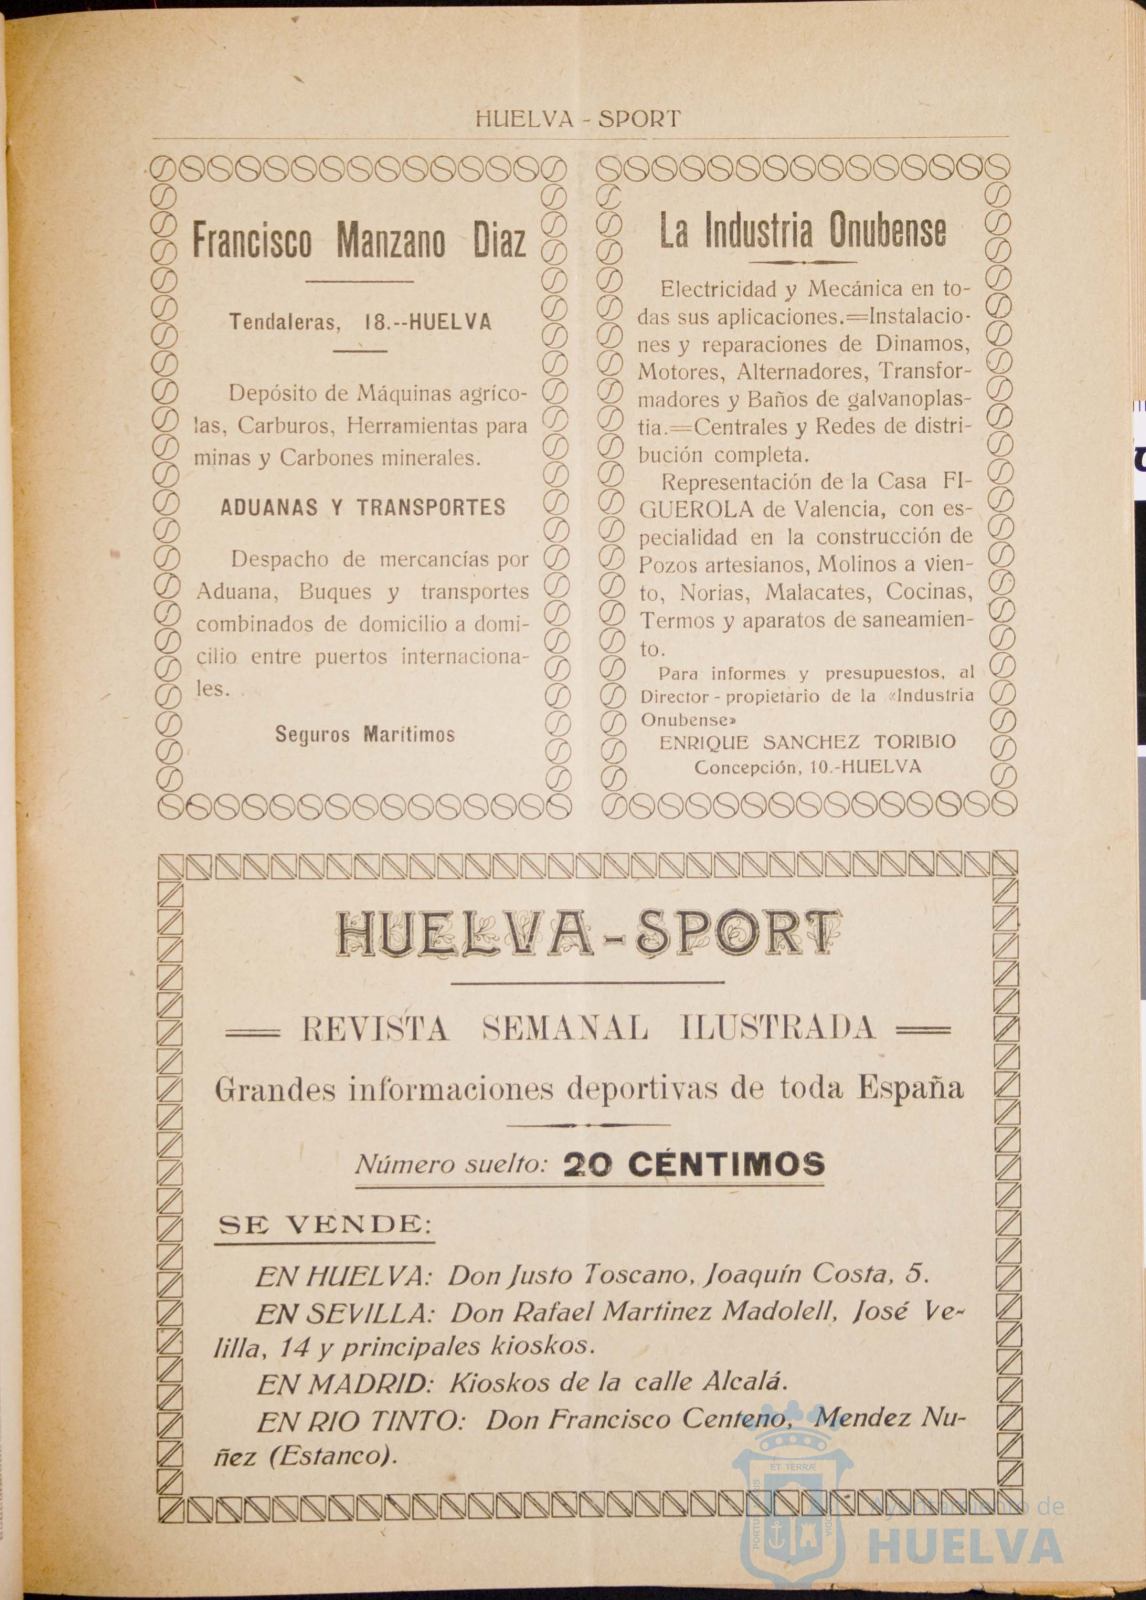 HUELVA - SPORT
Francisco Manzano Diaz
Tendaleras, 18.--HUELVA
Depósito de Máquinas agríco-
las, Carburos, Herramientas para
minas y Carbones minerales.
ADUANAS Y TRANSPORTES
Despacho de mercancías por
Aduana, Buques y transportes
combinados de domicilio a domi-
cilio entre puertos internaciona-
les.
Seguros Marítimos
La Industria Onubense
Electricidad y Mecánica en to-
das sus aplicaciones.=Instalacio-
nes y reparaciones de Dinamos,
Motores, Alternadores, Transfor-
madores y Baños de galvanoplas-
tia.=Centrales y Redes de distri-
bución completa.
Representación de la Casa FI-
GUEROLA de Valencia, con es-
pecialidad en la construcción de
Pozos artesianos, Molinos a vien-
to, Norias, Malacates, Cocinas,
Termos y aparatos de saneamien-
to.
Para informes y presupuestos, al
Director - propietario de la «Industria
Onubense»
ENRIQUE SANCHEZ TORIBIO
Concepción, 10.-HUELVA
HUELVA-SPORT
REVISTA SEMANAL ILUSTRADA
Grandes informaciones deportivas de toda España
Número suelto: 20 CÉNTIMOS
SE VENDE:
EN HUELVA: Don Justo Toscano, Joaquín Costa, 5.
EN SEVILLA: Don Rafael Martinez Madolell, José Ve-
lilla, 14 y principales kioskos.
EN MADRID: Kioskos de la calle Alcalá.
EN RIO TINTO: Don Francisco Centeno, Mendez Nu-
ñez (Estanco).
ET TERRÆ
Ayuntamiento de
HUELVA